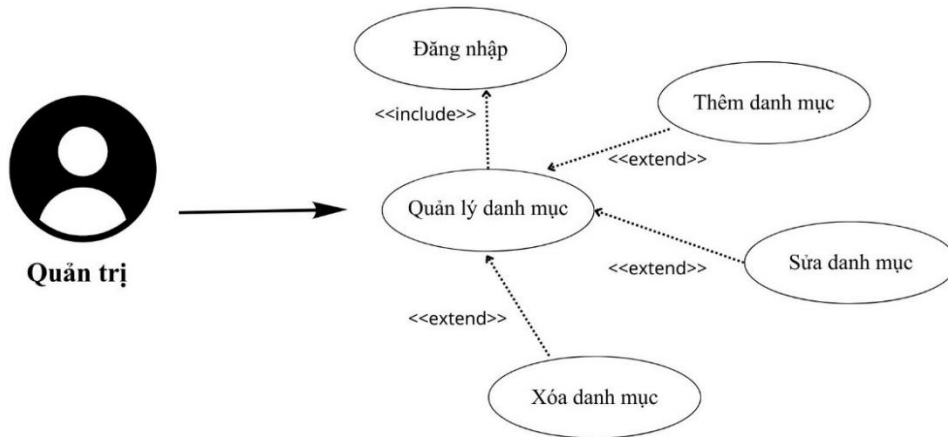 Đăng nhập
<<include>>
Thêm danh mục
<<extend>>
Quản lý danh mục
Quản trị
Sửa danh mục
<<extend>>
<<extend>>
Xóa danh mục